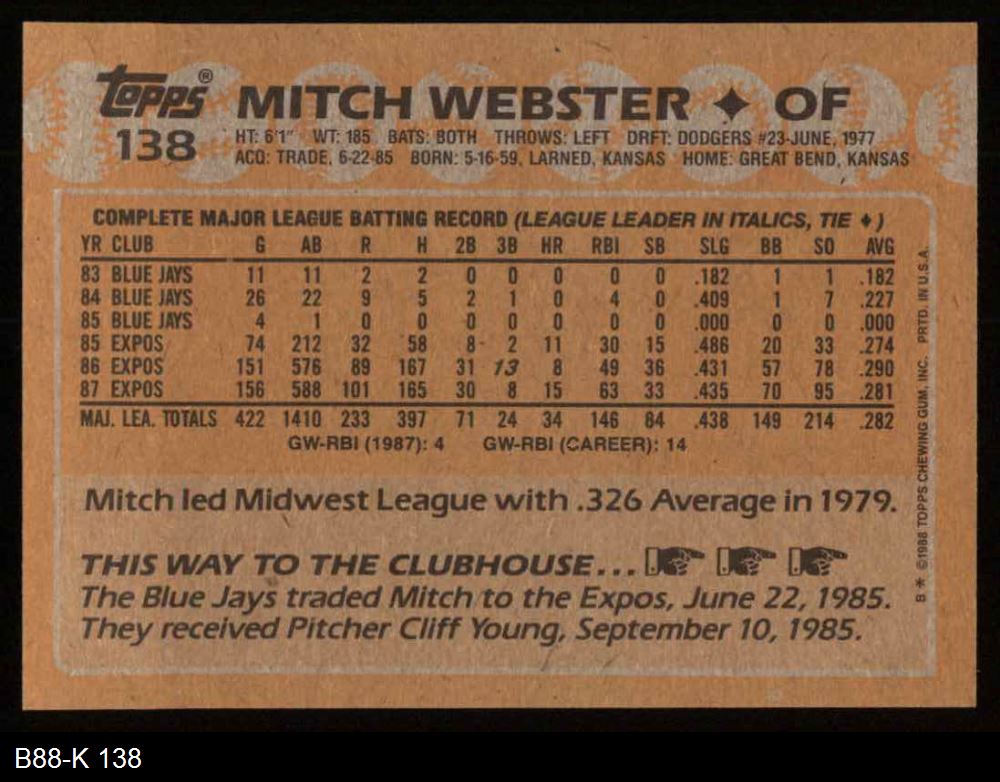 Topps® MITCH WEBSTER ♦ OF
138 HT: 6'1" WT: 185 BATS: BOTH THROWS: LEFT DRFT: DODGERS #23-JUNE, 1977
ACQ: TRADE, 6-22-85 BORN: 5-16-59, LARNED, KANSAS HOME: GREAT BEND, KANSAS
COMPLETE MAJOR LEAGUE BATTING RECORD (LEAGUE LEADER IN ITALICS, TIE ♦)
YR CLUB G AB R H 2B 3B HR RBI SB SLG BB SO AVG
83 BLUE JAYS 11 11 2 2 0 0 0 0 0 .182 1 1 .182
84 BLUE JAYS 26 22 9 5 2 1 0 4 0 .409 1 7 .227
85 BLUE JAYS 4 1 0 0 0 0 0 0 0 .000 0 0 .000
85 EXPOS 74 212 32 58 8 2 11 30 15 .486 20 33 .274
86 EXPOS 151 576 89 167 31 13 8 49 36 .431 57 78 .290
87 EXPOS 156 588 101 165 30 8 15 63 33 .435 70 95 .281
MAJ. LEA. TOTALS 422 1410 233 397 71 24 34 146 84 .438 149 214 .282
GW-RBI (1987): 4 GW-RBI (CAREER): 14
Mitch led Midwest League with .326 Average in 1979.
THIS WAY TO THE CLUBHOUSE...
The Blue Jays traded Mitch to the Expos, June 22, 1985.
They received Pitcher Cliff Young, September 10, 1985.
B* ©1988 TOPPS CHEWING GUM, INC. PRTD. IN U.S.A.
B88-K 138